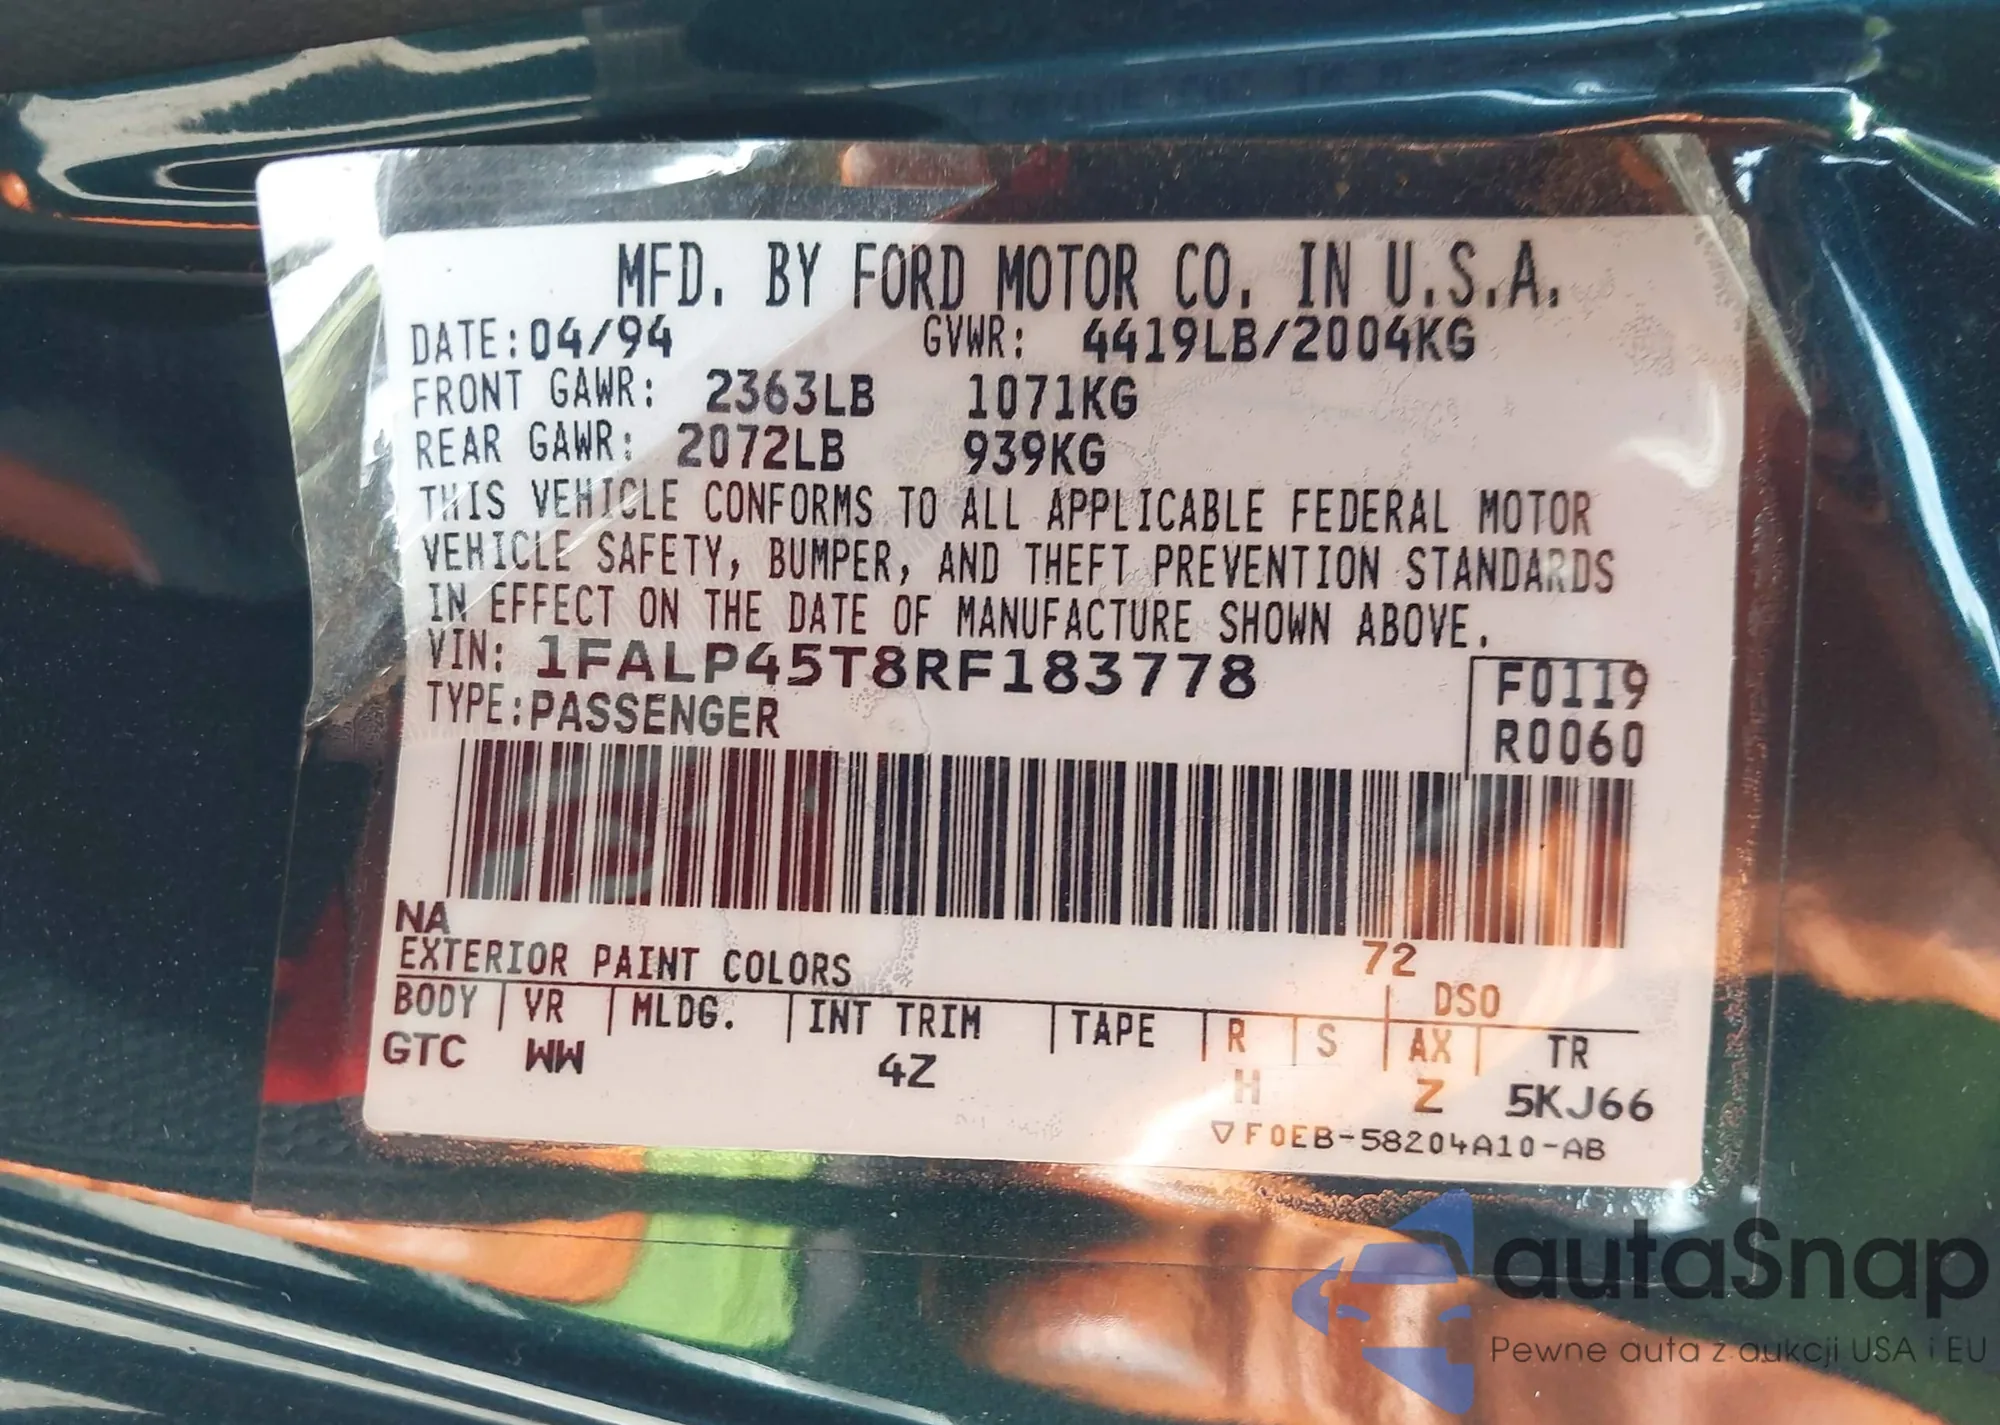 MFD. BY FORD MOTOR CO. IN U.S.A.
DATE:04/94 GVWR: 4419LB/2004KG
FRONT GAWR: 2363LB 1071KG
REAR GAWR: 2072LB 939KG
THIS VEHICLE CONFORMS TO ALL APPLICABLE FEDERAL MOTOR
VEHICLE SAFETY, BUMPER, AND THEFT PREVENTION STANDARDS
IN EFFECT ON THE DATE OF MANUFACTURE SHOWN ABOVE.
VIN: 1FALP45T8RF183778 F0119
TYPE:PASSENGER R0060
NA
EXTERIOR PAINT COLORS 72
DSO
BODY VR MLDG. INT TRIM TAPE R S AX TR
GTC WW 4Z H Z 5KJ66
▽F0EB-58204A10-AB
autaSnap
Pewne auta z aukcji USA i EU